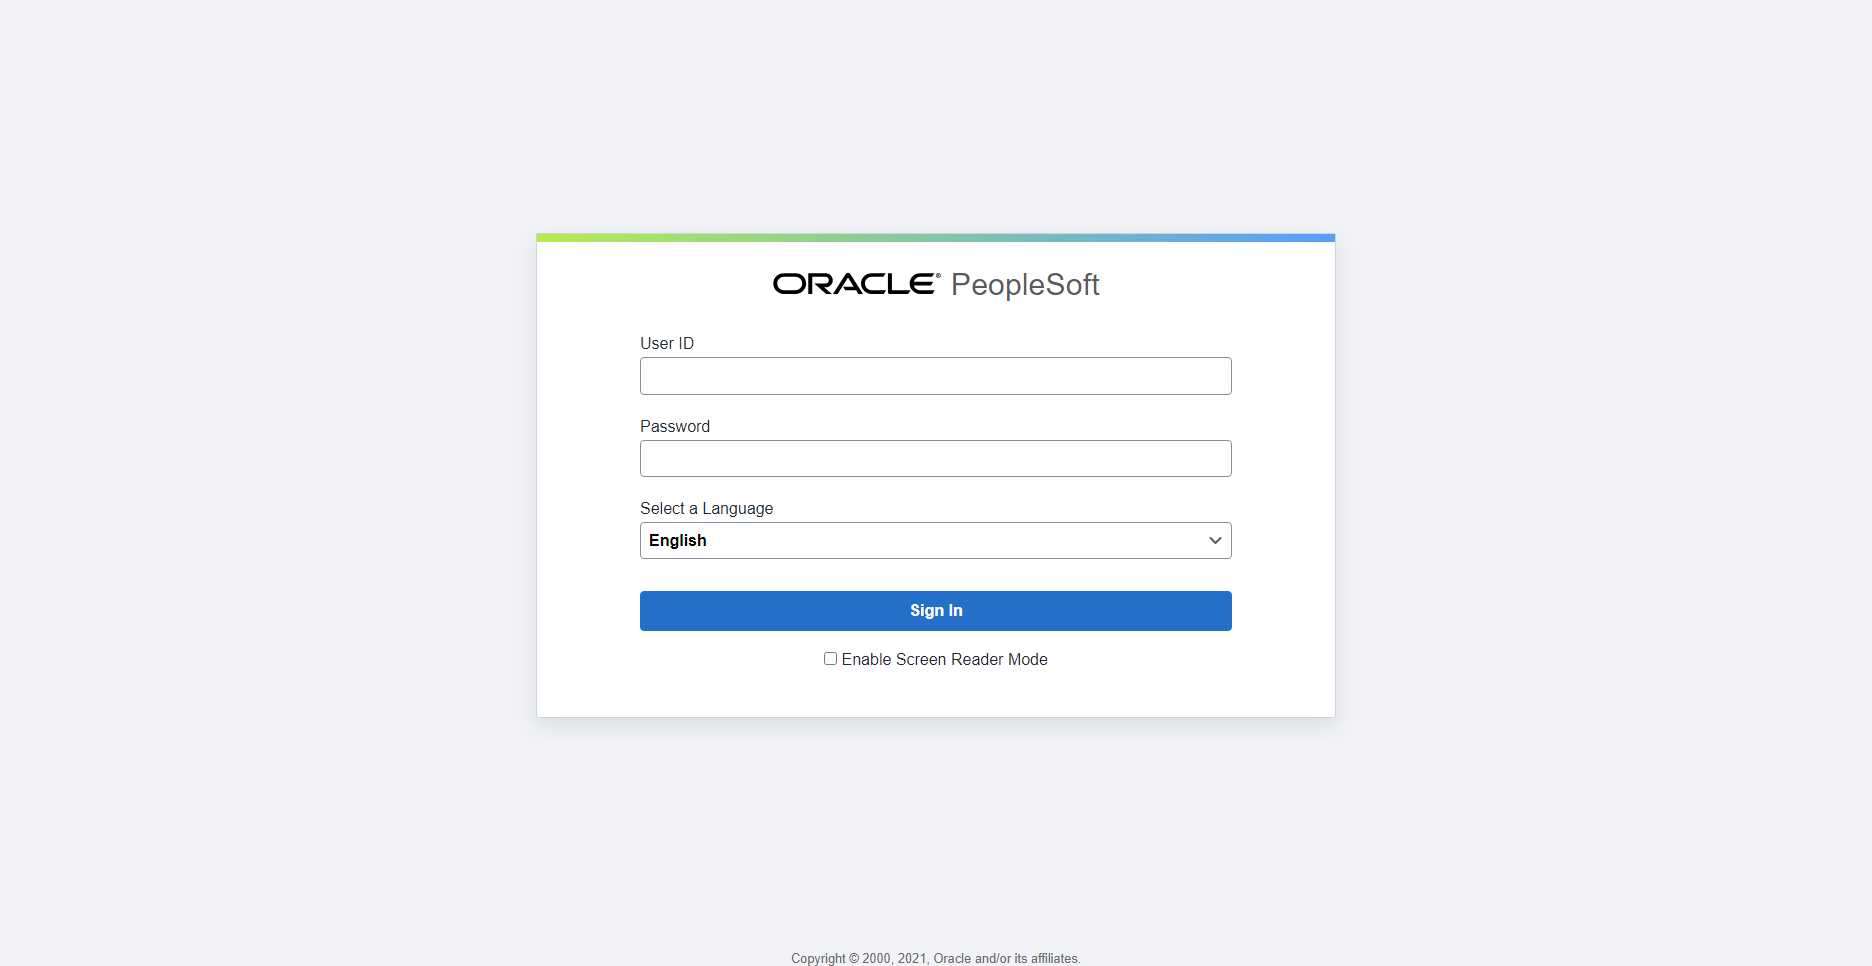 ORACLE® PeopleSoft
User ID
Password
Select a Language
English
Sign In
Enable Screen Reader Mode
Copyright © 2000, 2021, Oracle and/or its affiliates.